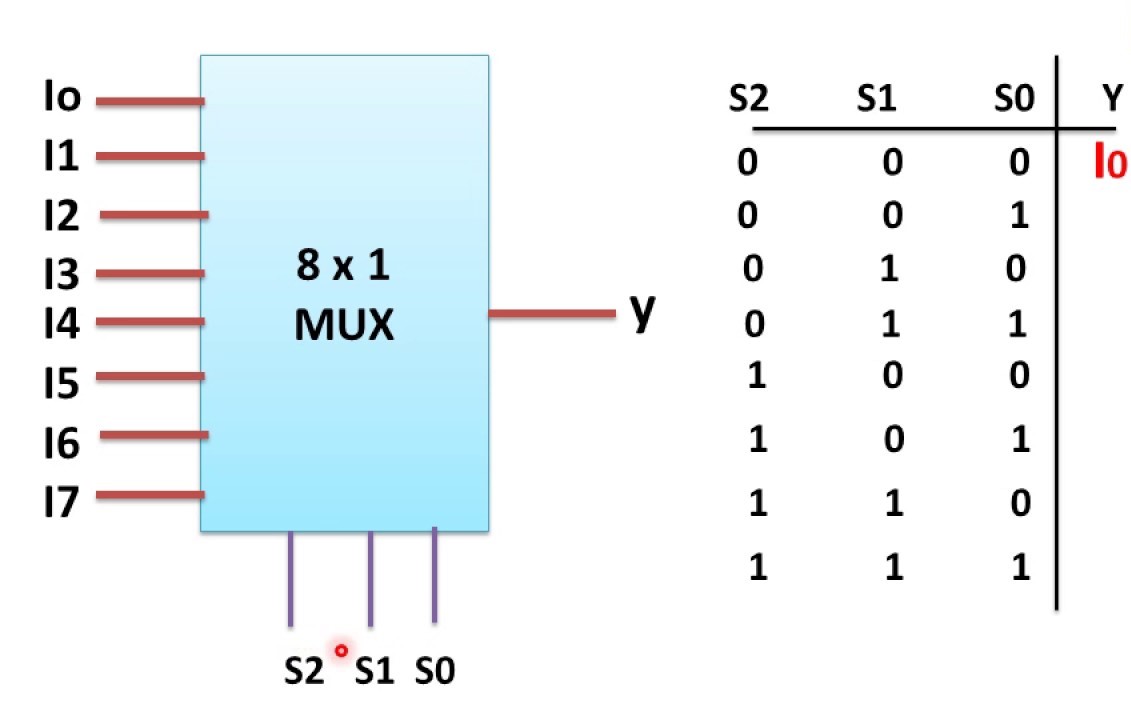 Io
I1
I2
I3
I4
I5
I6
I7
8 x 1
MUX
y
S2 S1 S0
S2 S1 S0 Y
0 0 0 I0
0 0 1
0 1 0
0 1 1
1 0 0
1 0 1
1 1 0
1 1 1